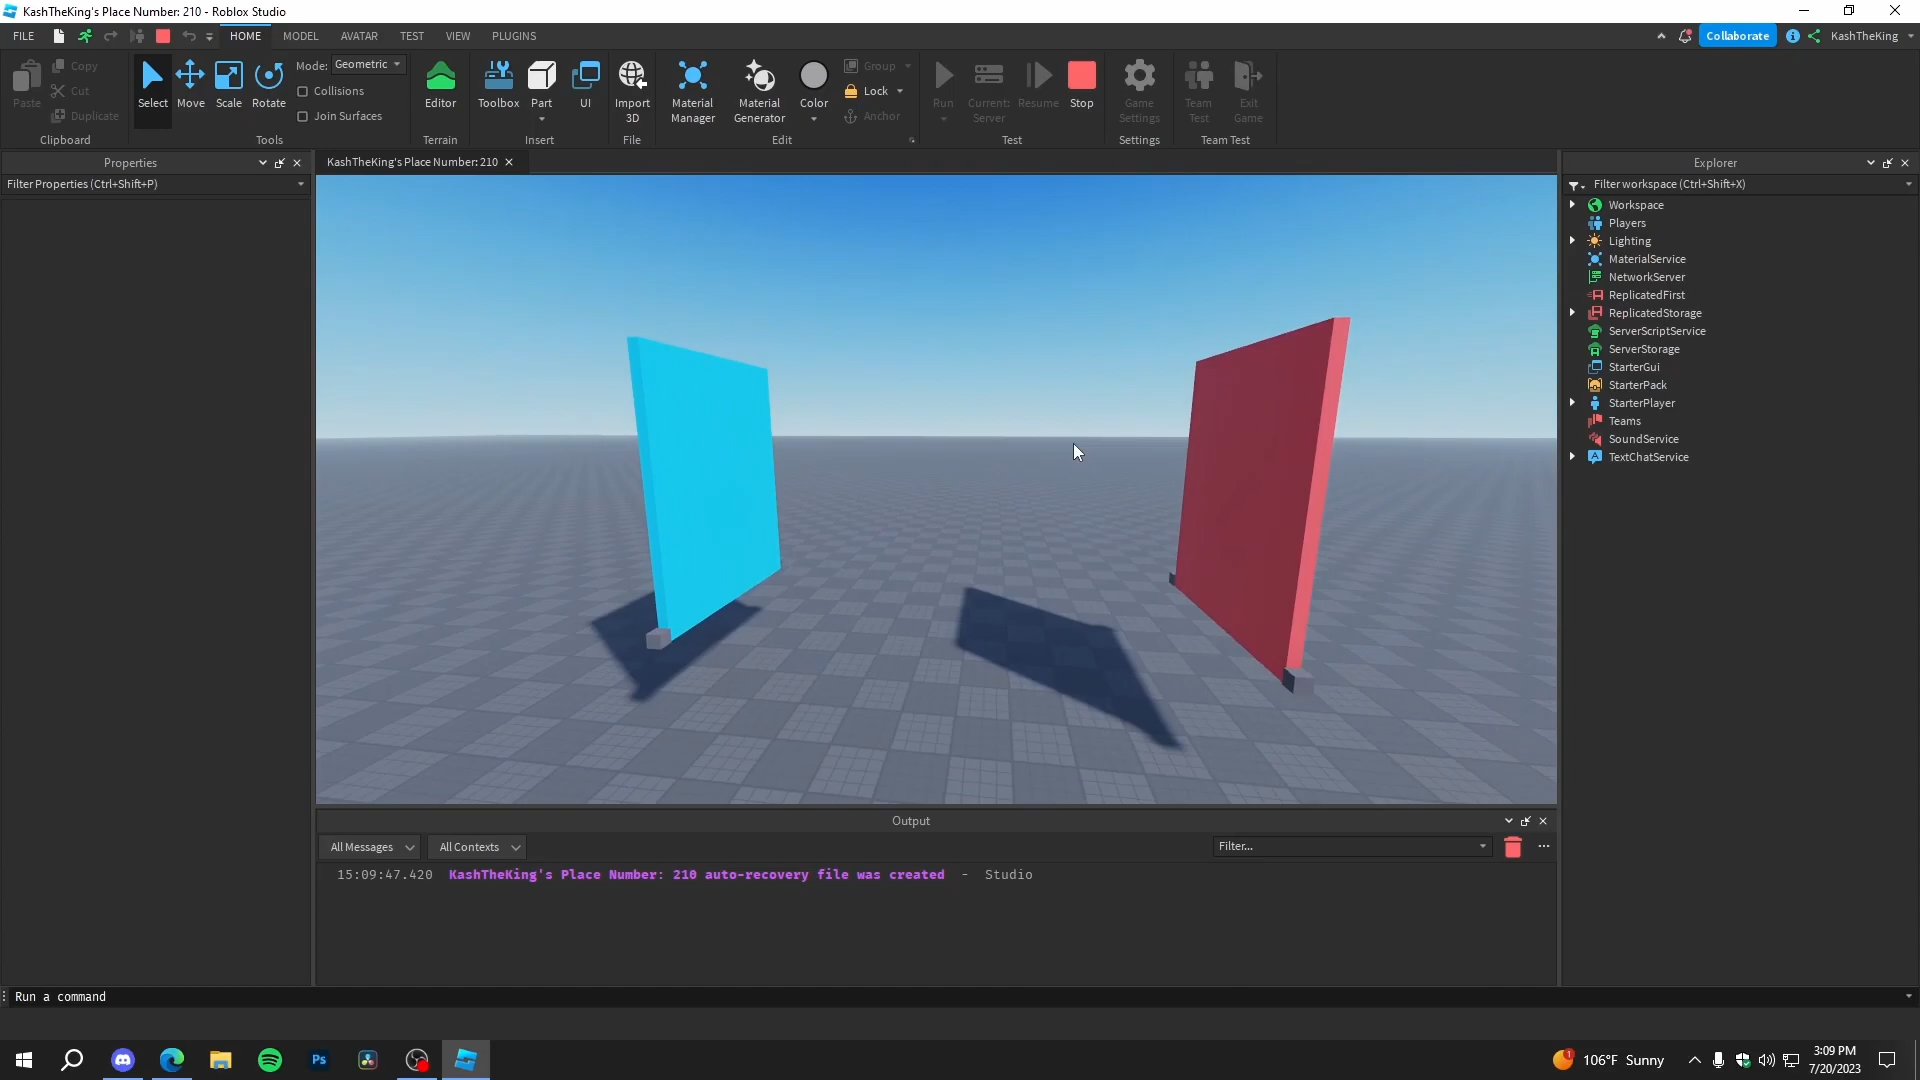 KashTheKing's Place Number: 210 - Roblox Studio
FILE HOME MODEL AVATAR TEST VIEW PLUGINS Collaborate KashTheKing
Paste Copy Cut Duplicate Clipboard
Select Move Scale Rotate Mode: Geometric Collisions Join Surfaces Tools
Editor Terrain
Toolbox Part UI Insert
Import 3D File
Material Manager Material Generator Color Group Lock Anchor Edit
Run Current: Server Resume Stop Test
Game Settings Settings
Team Test Exit Game Team Test
Properties
Filter Properties (Ctrl+Shift+P)
KashTheKing's Place Number: 210
Explorer
Filter workspace (Ctrl+Shift+X)
Workspace
Players
Lighting
MaterialService
NetworkServer
ReplicatedFirst
ReplicatedStorage
ServerScriptService
ServerStorage
StarterGui
StarterPack
StarterPlayer
Teams
SoundService
TextChatService
Output
All Messages All Contexts Filter...
15:09:47.420 KashTheKing's Place Number: 210 auto-recovery file was created - Studio
Run a command
Ps
1
106°F Sunny
3:09 PM
7/20/2023